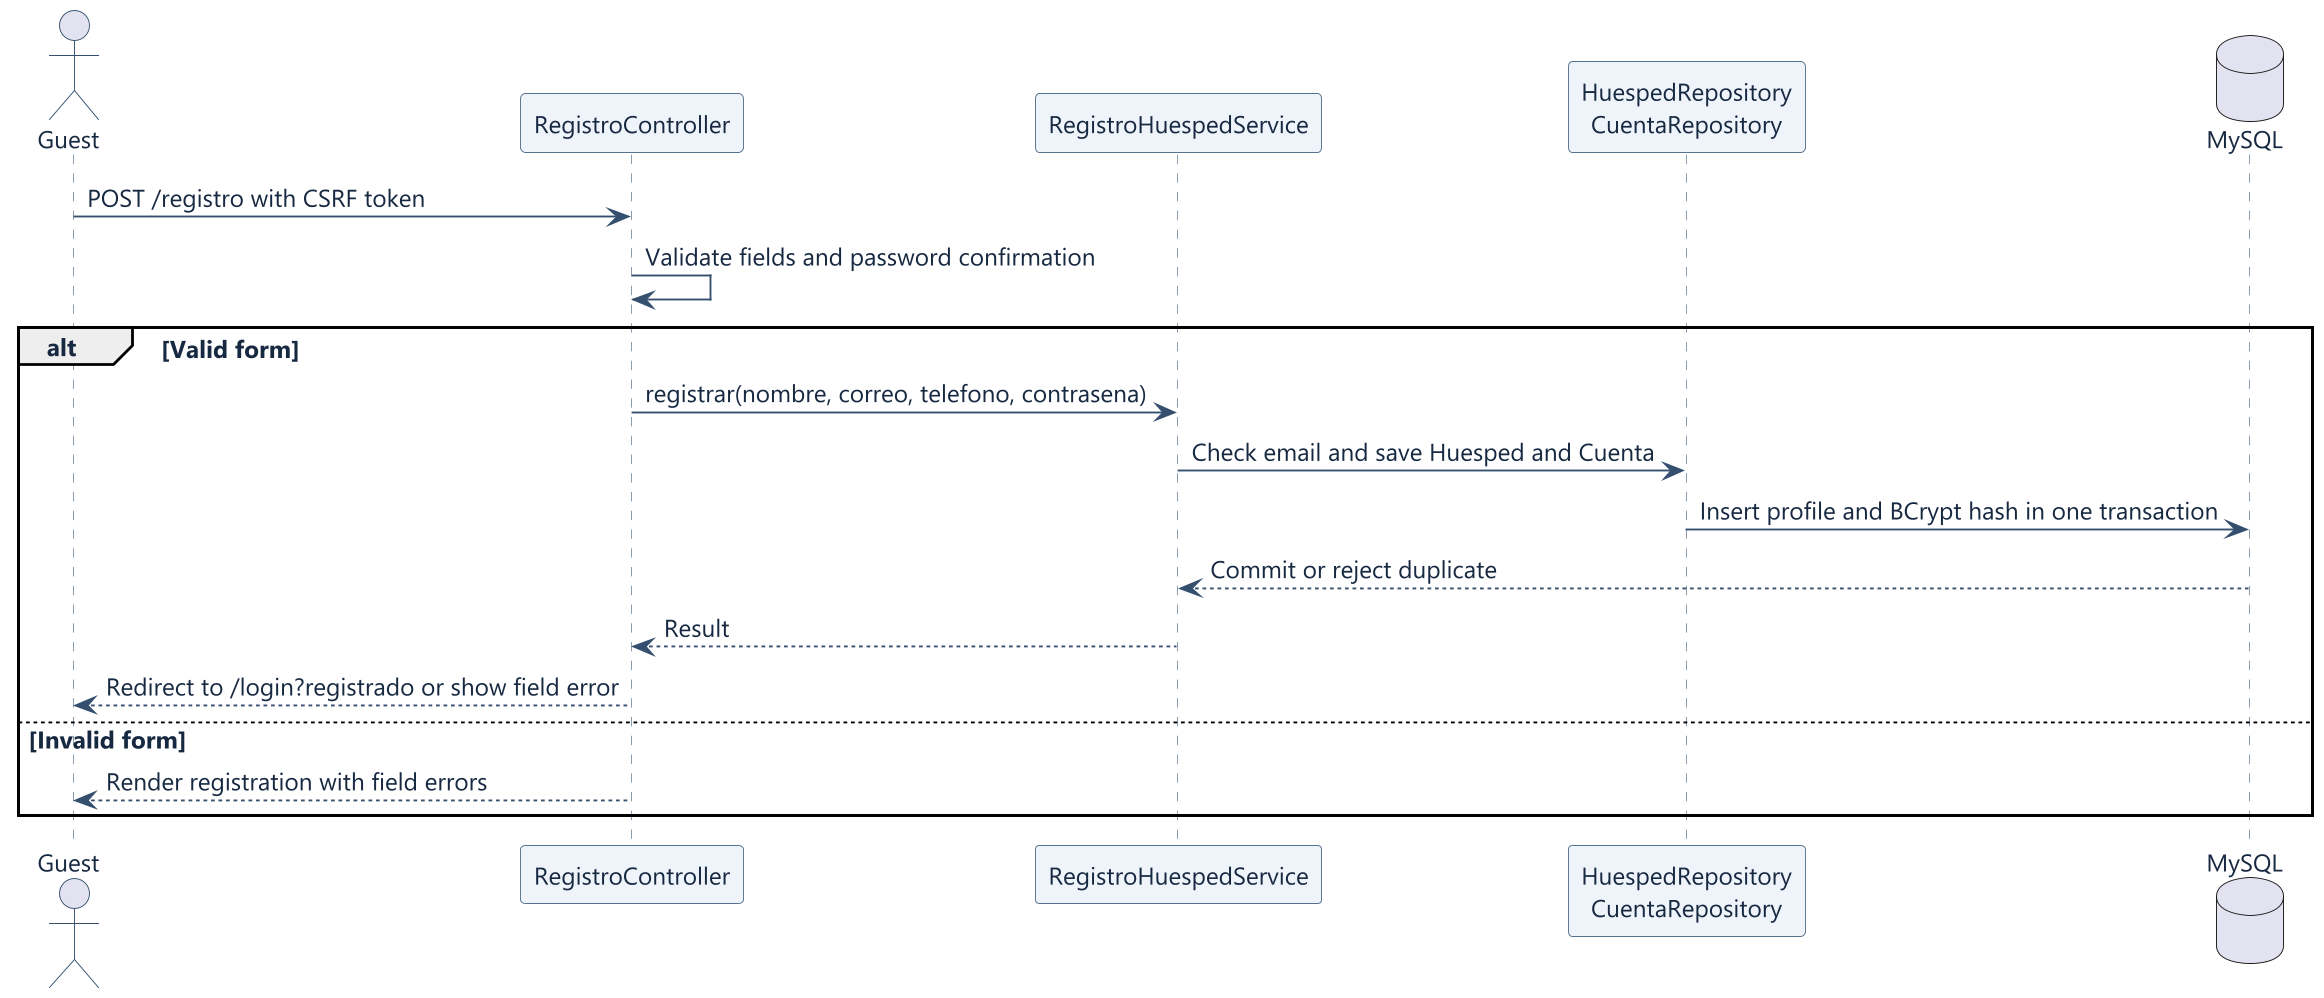 Guest
RegistroController
RegistroHuespedService
HuespedRepository
CuentaRepository
MySQL
POST /registro with CSRF token
Validate fields and password confirmation
alt
[Valid form]
registrar(nombre, correo, telefono, contrasena)
Check email and save Huesped and Cuenta
Insert profile and BCrypt hash in one transaction
Commit or reject duplicate
Result
Redirect to /login?registrado or show field error
[Invalid form]
Render registration with field errors
Guest
RegistroController
RegistroHuespedService
HuespedRepository
CuentaRepository
MySQL